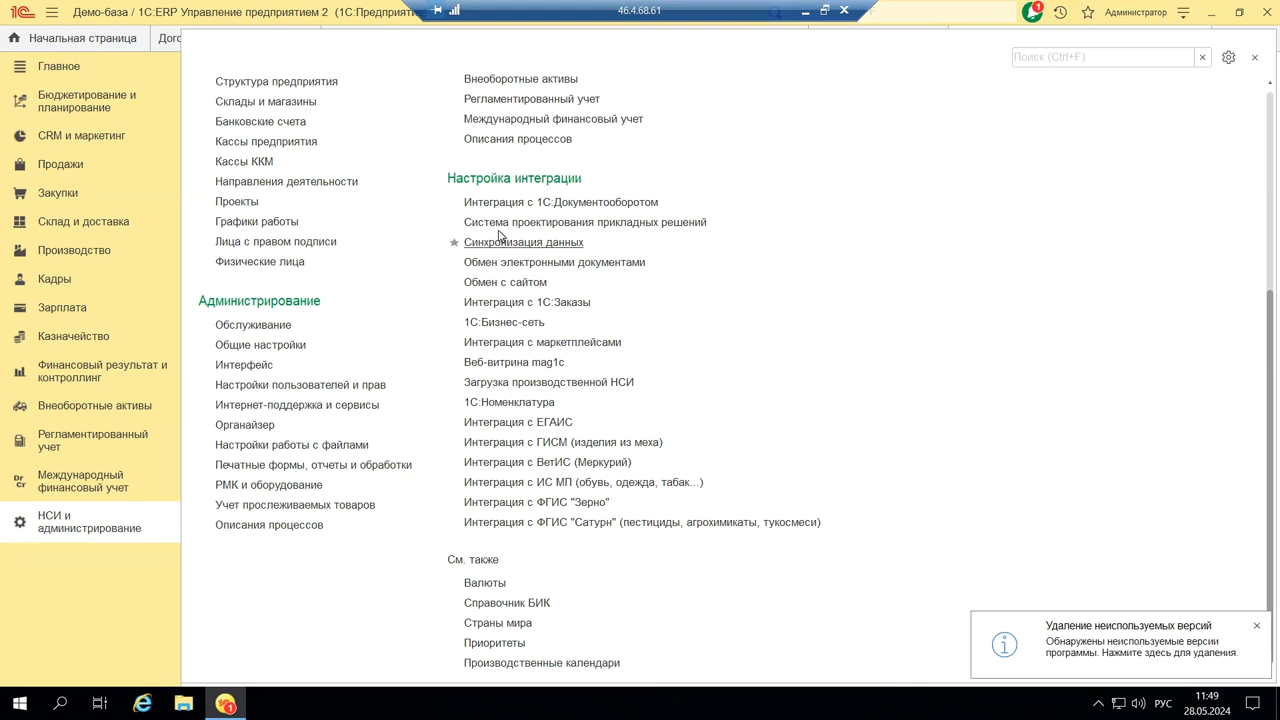 Демо-база / 1С:ERP Управление предприятием 2 (1С:Предприяти
46.4.68.61
1
Администратор
Начальная страница
Дого
Поиск (Ctrl+F)
Главное
Бюджетирование и
планирование
CRM и маркетинг
Продажи
Закупки
Склад и доставка
Производство
Кадры
Зарплата
Казначейство
Финансовый результат и
контроллинг
Внеоборотные активы
Регламентированный
учет
Международный
финансовый учет
НСИ и
администрирование
Структура предприятия
Склады и магазины
Банковские счета
Кассы предприятия
Кассы ККМ
Направления деятельности
Проекты
Графики работы
Лица с правом подписи
Физические лица
Администрирование
Обслуживание
Общие настройки
Интерфейс
Настройки пользователей и прав
Интернет-поддержка и сервисы
Органайзер
Настройки работы с файлами
Печатные формы, отчеты и обработки
РМК и оборудование
Учет прослеживаемых товаров
Описания процессов
Внеоборотные активы
Регламентированный учет
Международный финансовый учет
Описания процессов
Настройка интеграции
Интеграция с 1С:Документооборотом
Система проектирования прикладных решений
Синхронизация данных
Обмен электронными документами
Обмен с сайтом
Интеграция с 1С:Заказы
1С:Бизнес-сеть
Интеграция с маркетплейсами
Веб-витрина mag1c
Загрузка производственной НСИ
1С:Номенклатура
Интеграция с ЕГАИС
Интеграция с ГИСМ (изделия из меха)
Интеграция с ВетИС (Меркурий)
Интеграция с ИС МП (обувь, одежда, табак...)
Интеграция с ФГИС "Зерно"
Интеграция с ФГИС "Сатурн" (пестициды, агрохимикаты, тукосмеси)
См. также
Валюты
Справочник БИК
Страны мира
Приоритеты
Производственные календари
Удаление неиспользуемых версий
Обнаружены неиспользуемые версии
программы. Нажмите здесь для удаления.
РУС
11:49
28.05.2024